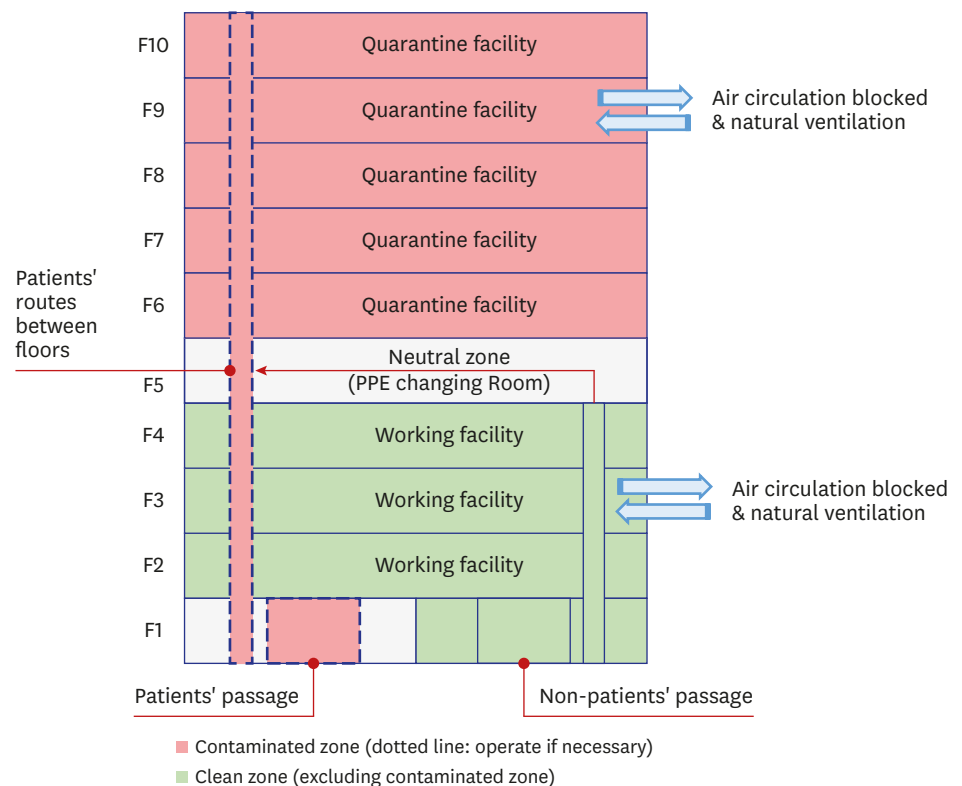 F10
Quarantine facility
F9
Quarantine facility
Air circulation blocked
& natural ventilation
F8
Quarantine facility
F7
Quarantine facility
Patients'
routes
between
floors
F6
Quarantine facility
F5
Neutral zone
(PPE changing Room)
F4
Working facility
F3
Working facility
Air circulation blocked
& natural ventilation
F2
Working facility
F1
Patients' passage
Non-patients' passage
Contaminated zone (dotted line: operate if necessary)
Clean zone (excluding contaminated zone)